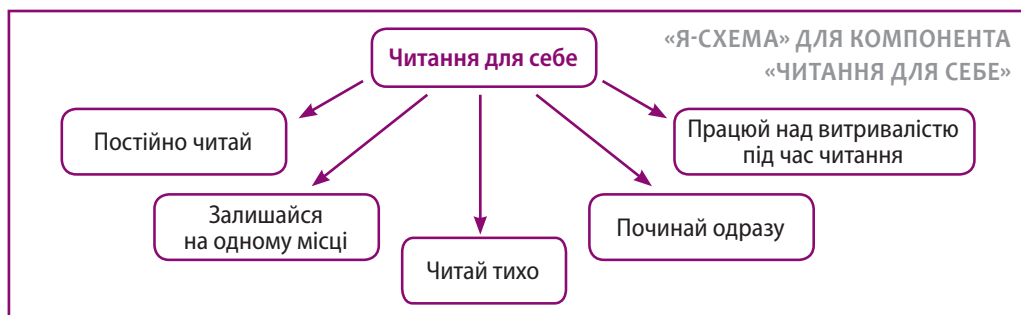 «Я-СХЕМА» ДЛЯ КОМПОНЕНТА
«ЧИТАННЯ ДЛЯ СЕБЕ»
Читання для себе
Постійно читай
Залишайся
на одному місці
Читай тихо
Починай одразу
Працюй над витривалістю
під час читання